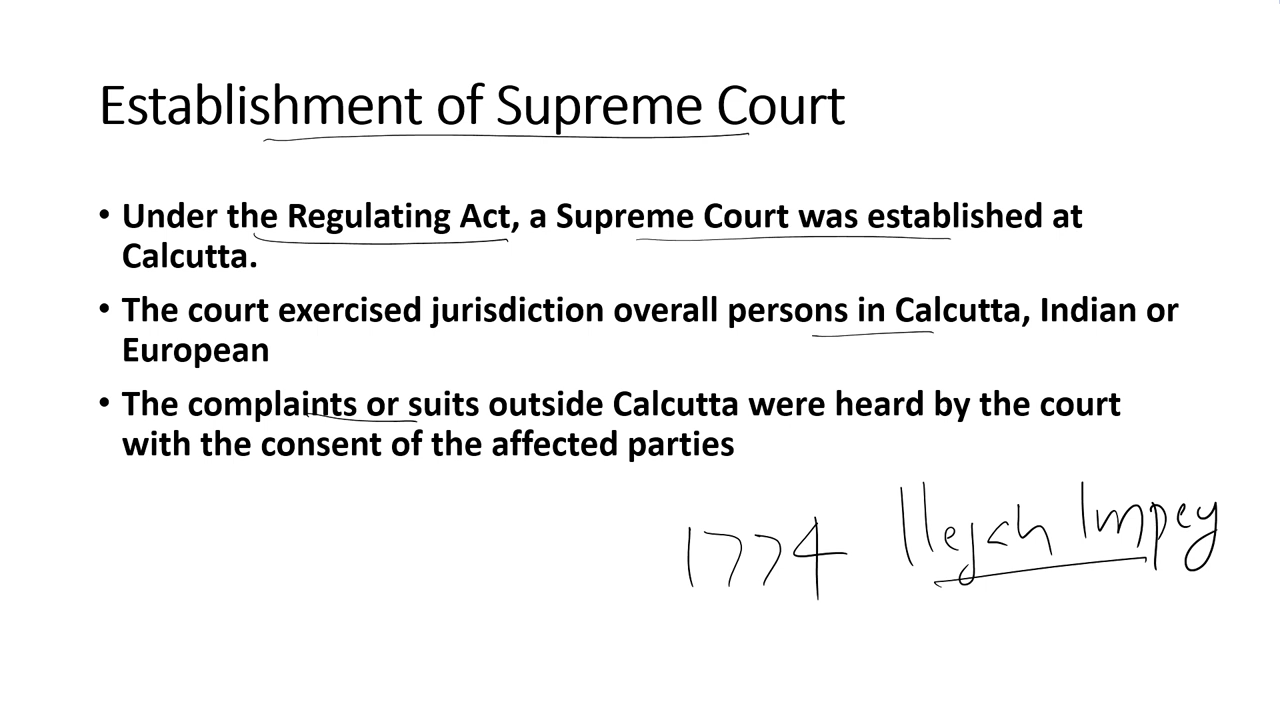 Establishment of Supreme Court
• Under the Regulating Act, a Supreme Court was established at
Calcutta.
• The court exercised jurisdiction overall persons in Calcutta, Indian or
European
• The complaints or suits outside Calcutta were heard by the court
with the consent of the affected parties
1774 Impey